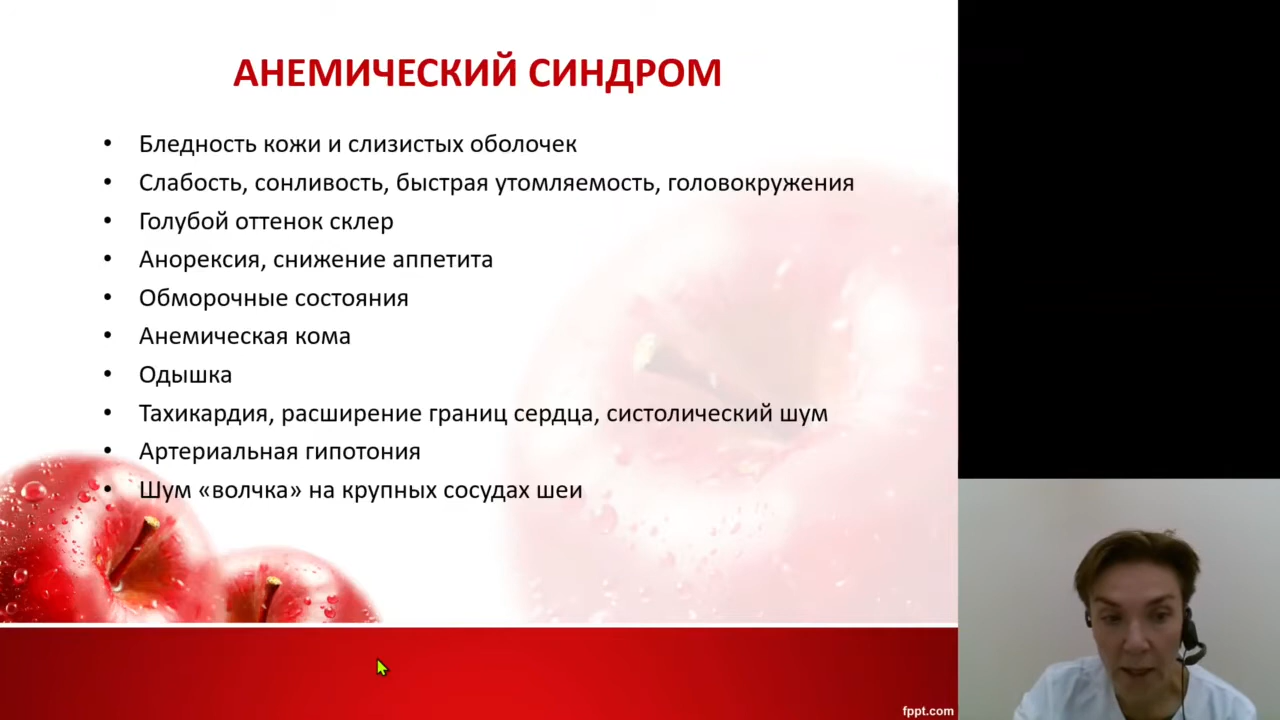 АНЕМИЧЕСКИЙ СИНДРОМ
• Бледность кожи и слизистых оболочек
• Слабость, сонливость, быстрая утомляемость, головокружения
• Голубой оттенок склер
• Анорексия, снижение аппетита
• Обморочные состояния
• Анемическая кома
• Одышка
• Тахикардия, расширение границ сердца, систолический шум
• Артериальная гипотония
• Шум «волчка» на крупных сосудах шеи
fppt.com